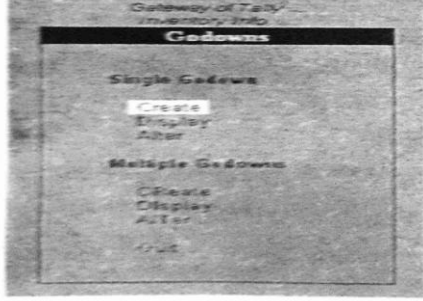 Gateway of Tally
Inventory Info
Godowns
Single Godown
Create
Display
Alter
Multiple Godowns
CReate
DIsplay
AlTer
Quit